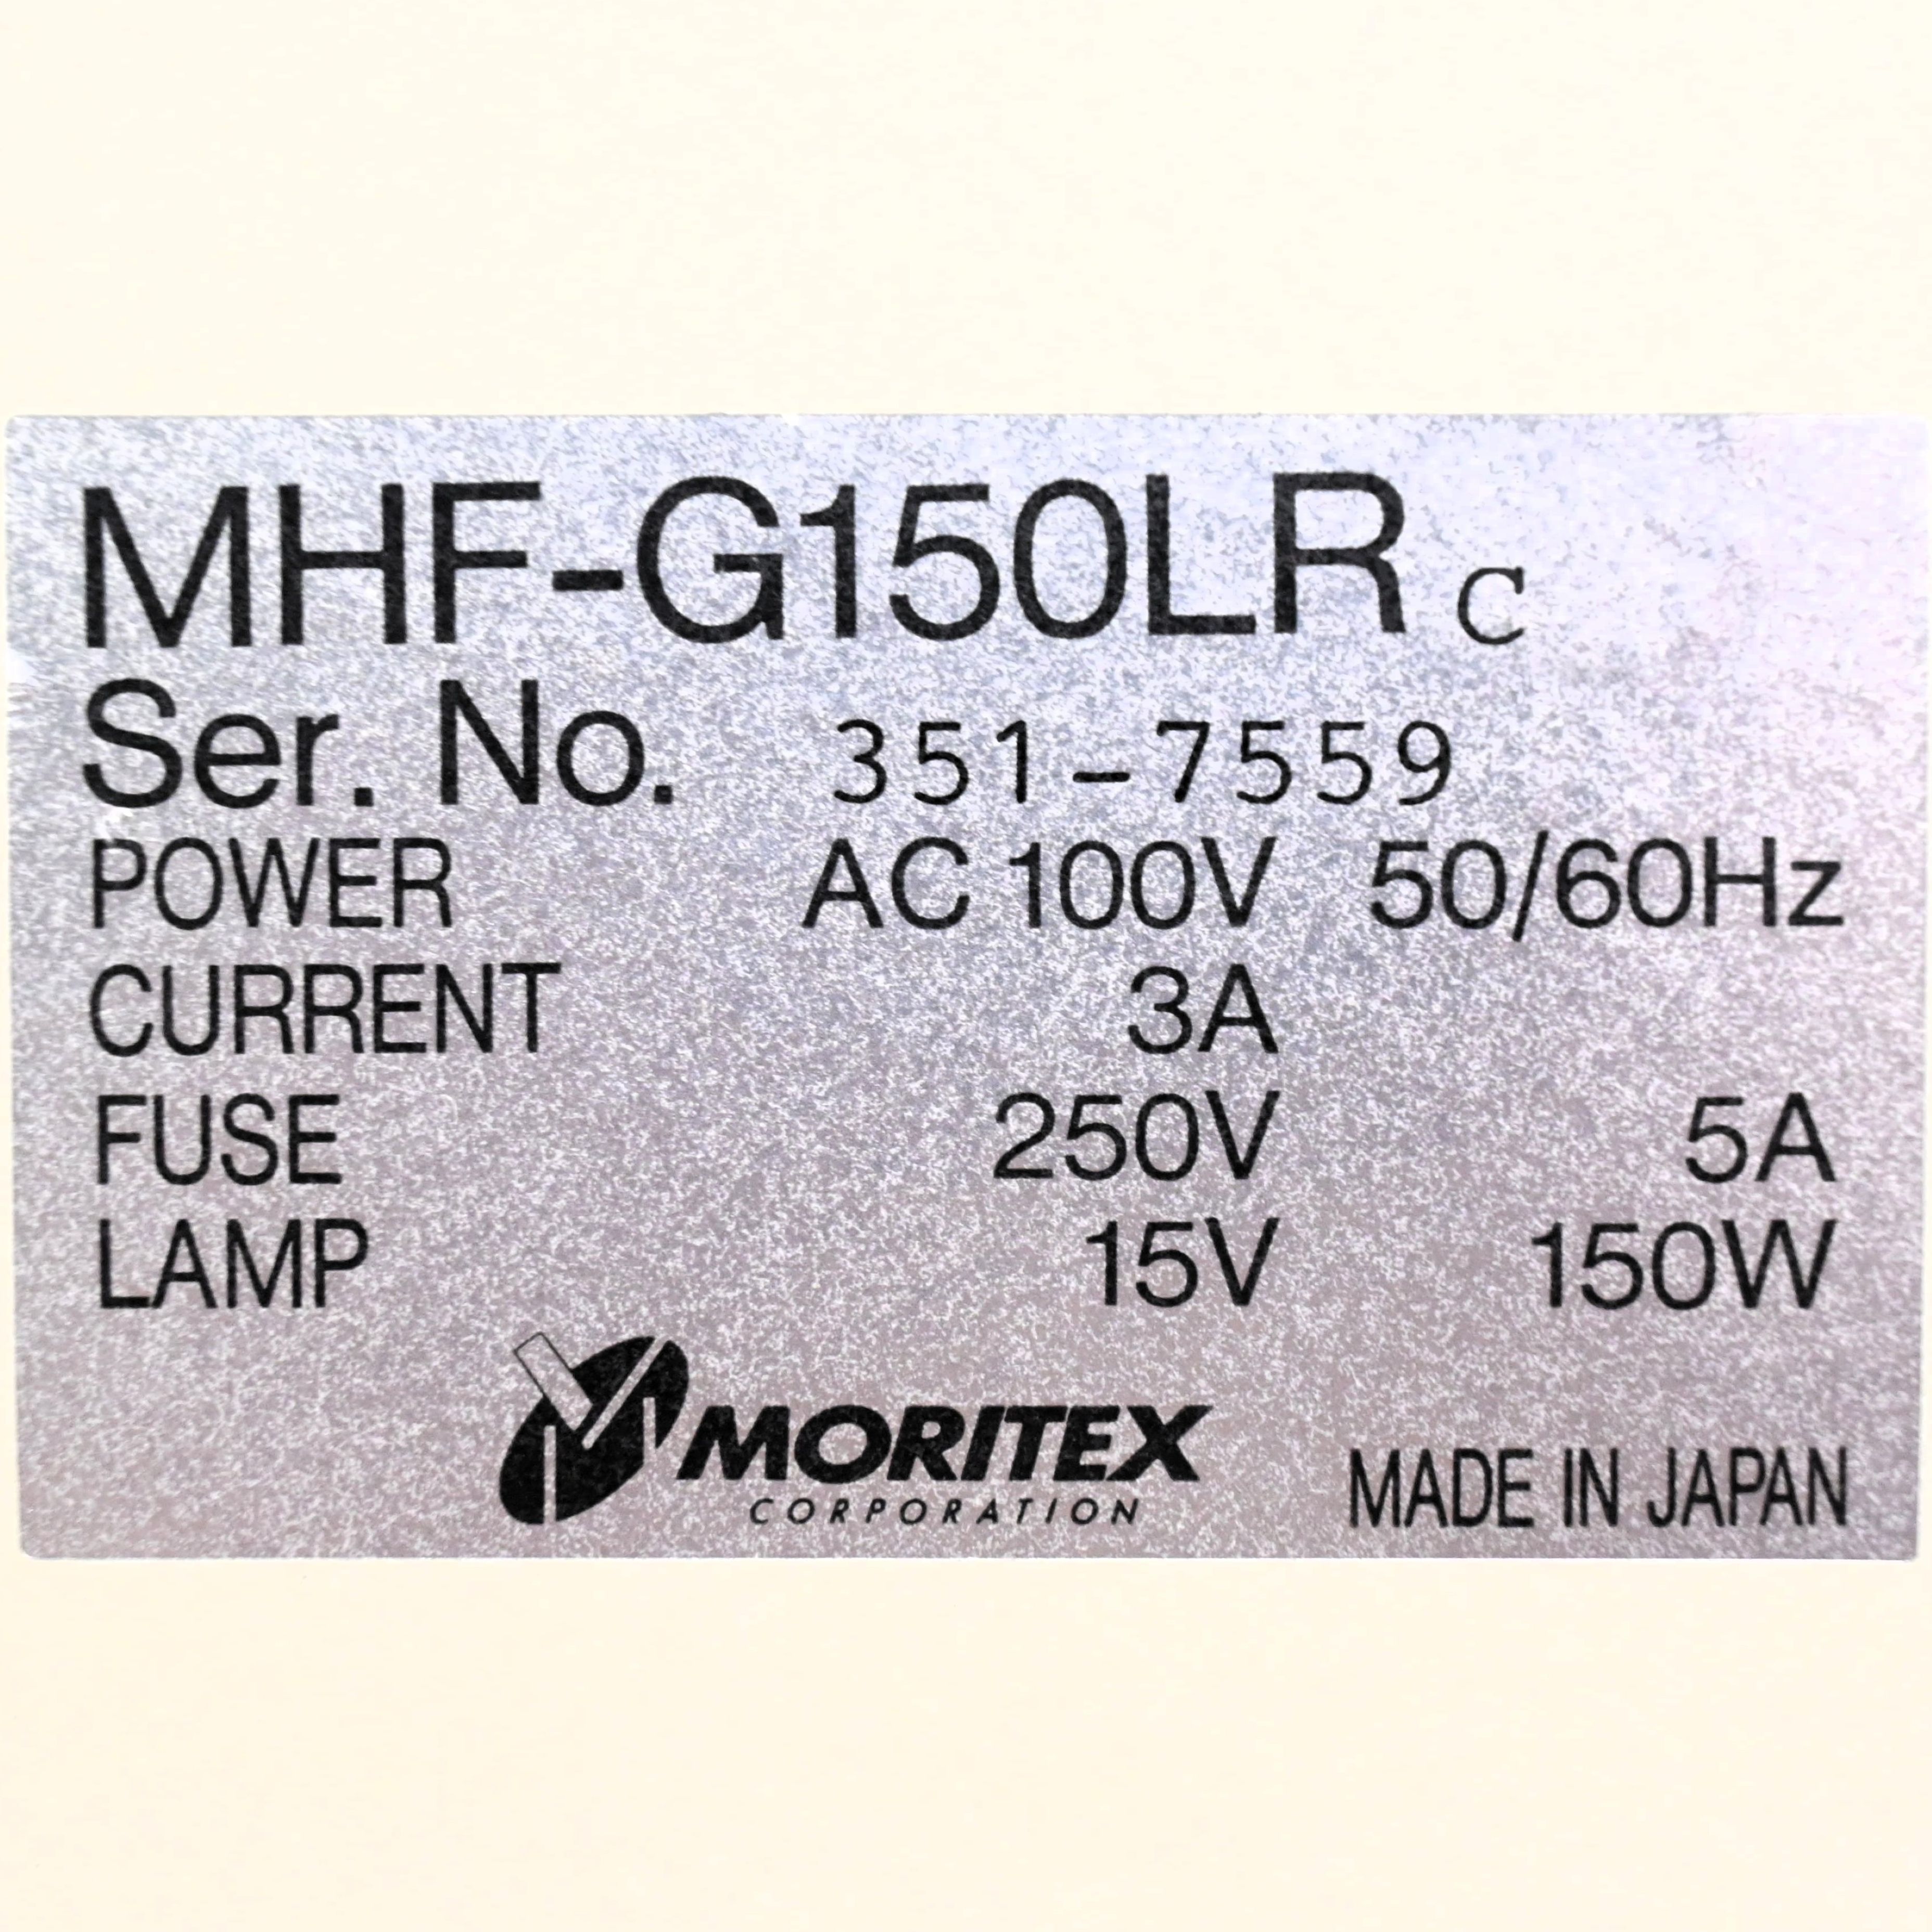 MHF-G150LR C
Ser. No. 351-7559
POWER AC 100V 50/60Hz
CURRENT 3A
FUSE 250V 5A
LAMP 15V 150W
MORITEX
CORPORATION
MADE IN JAPAN